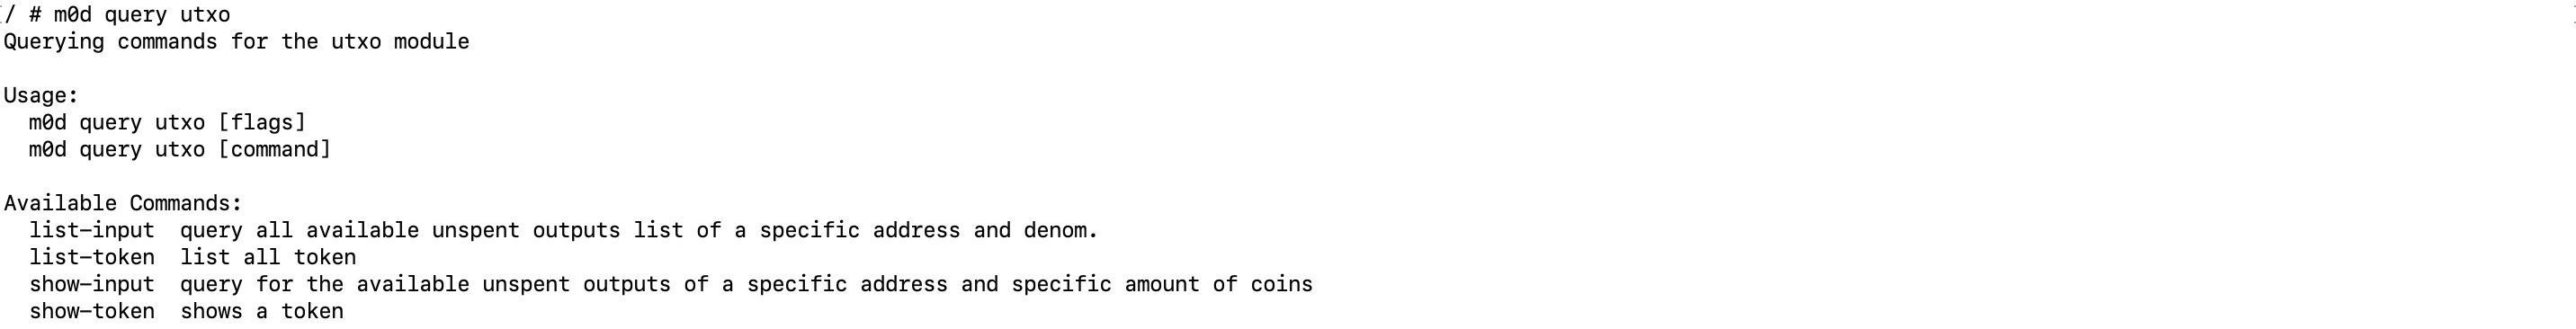 / # m0d query utxo
Querying commands for the utxo module
Usage:
  m0d query utxo [flags]
  m0d query utxo [command]
Available Commands:
  list-input  query all available unspent outputs list of a specific address and denom.
  list-token  list all token
  show-input  query for the available unspent outputs of a specific address and specific amount of coins
  show-token  shows a token